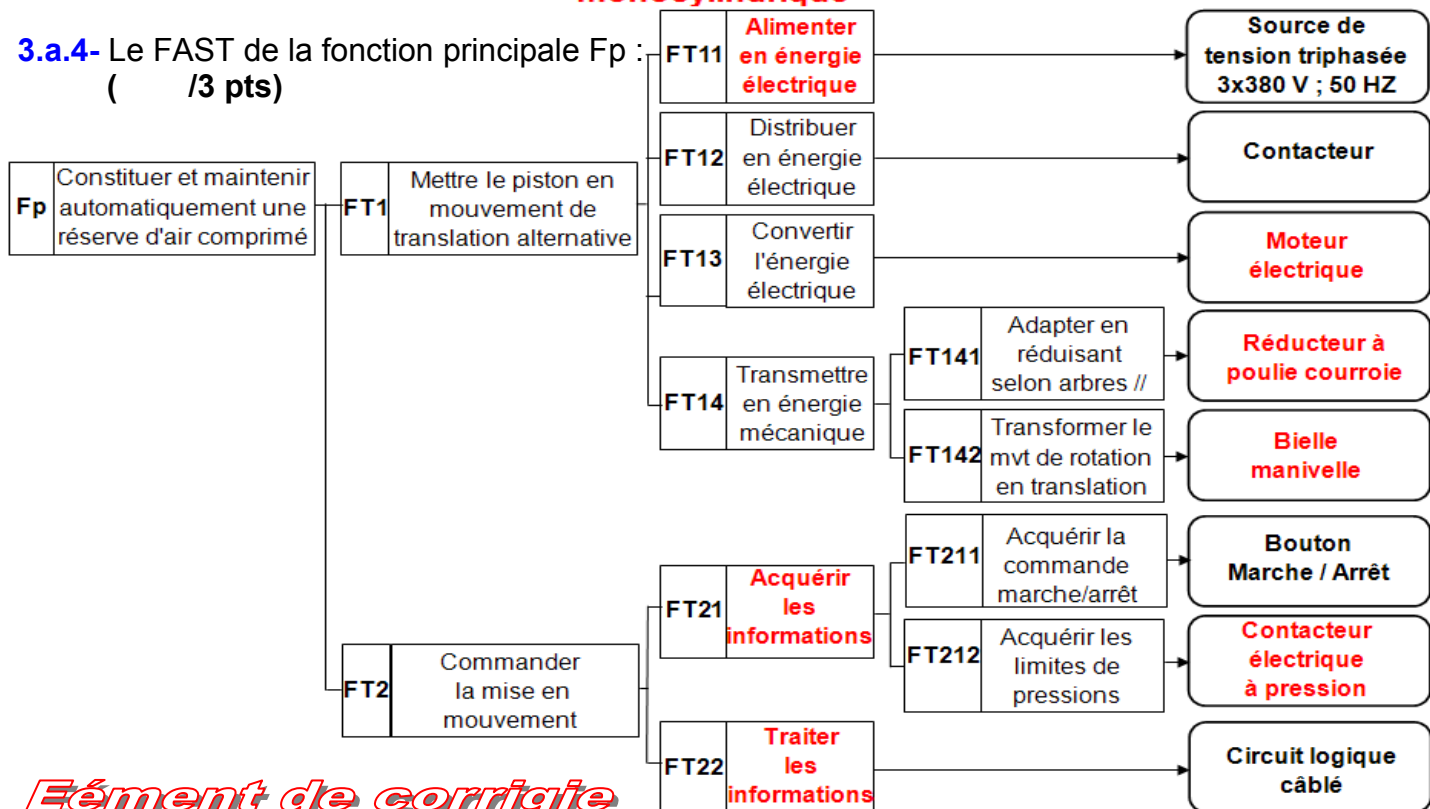 monocylindrique
3.a.4- Le FAST de la fonction principale Fp :
( /3 pts)
Fp
Constituer et maintenir
automatiquement une
réserve d'air comprimé
FT1
Mettre le piston en
mouvement de
translation alternative
FT11
Alimenter
en énergie
électrique
Source de
tension triphasée
3x380 V ; 50 HZ
FT12
Distribuer
en énergie
électrique
Contacteur
FT13
Convertir
l'énergie
électrique
Moteur
électrique
FT14
Transmettre
en énergie
mécanique
FT141
Adapter en
réduisant
selon arbres //
Réducteur à
poulie courroie
FT142
Transformer le
mvt de rotation
en translation
Bielle
manivelle
FT2
Commander
la mise en
mouvement
FT21
Acquérir
les
informations
FT211
Acquérir la
commande
marche/arrêt
Bouton
Marche / Arrêt
FT212
Acquérir les
limites de
pressions
Contacteur
électrique
à pression
FT22
Traiter
les
informations
Circuit logique
câblé
Eément de corrigie